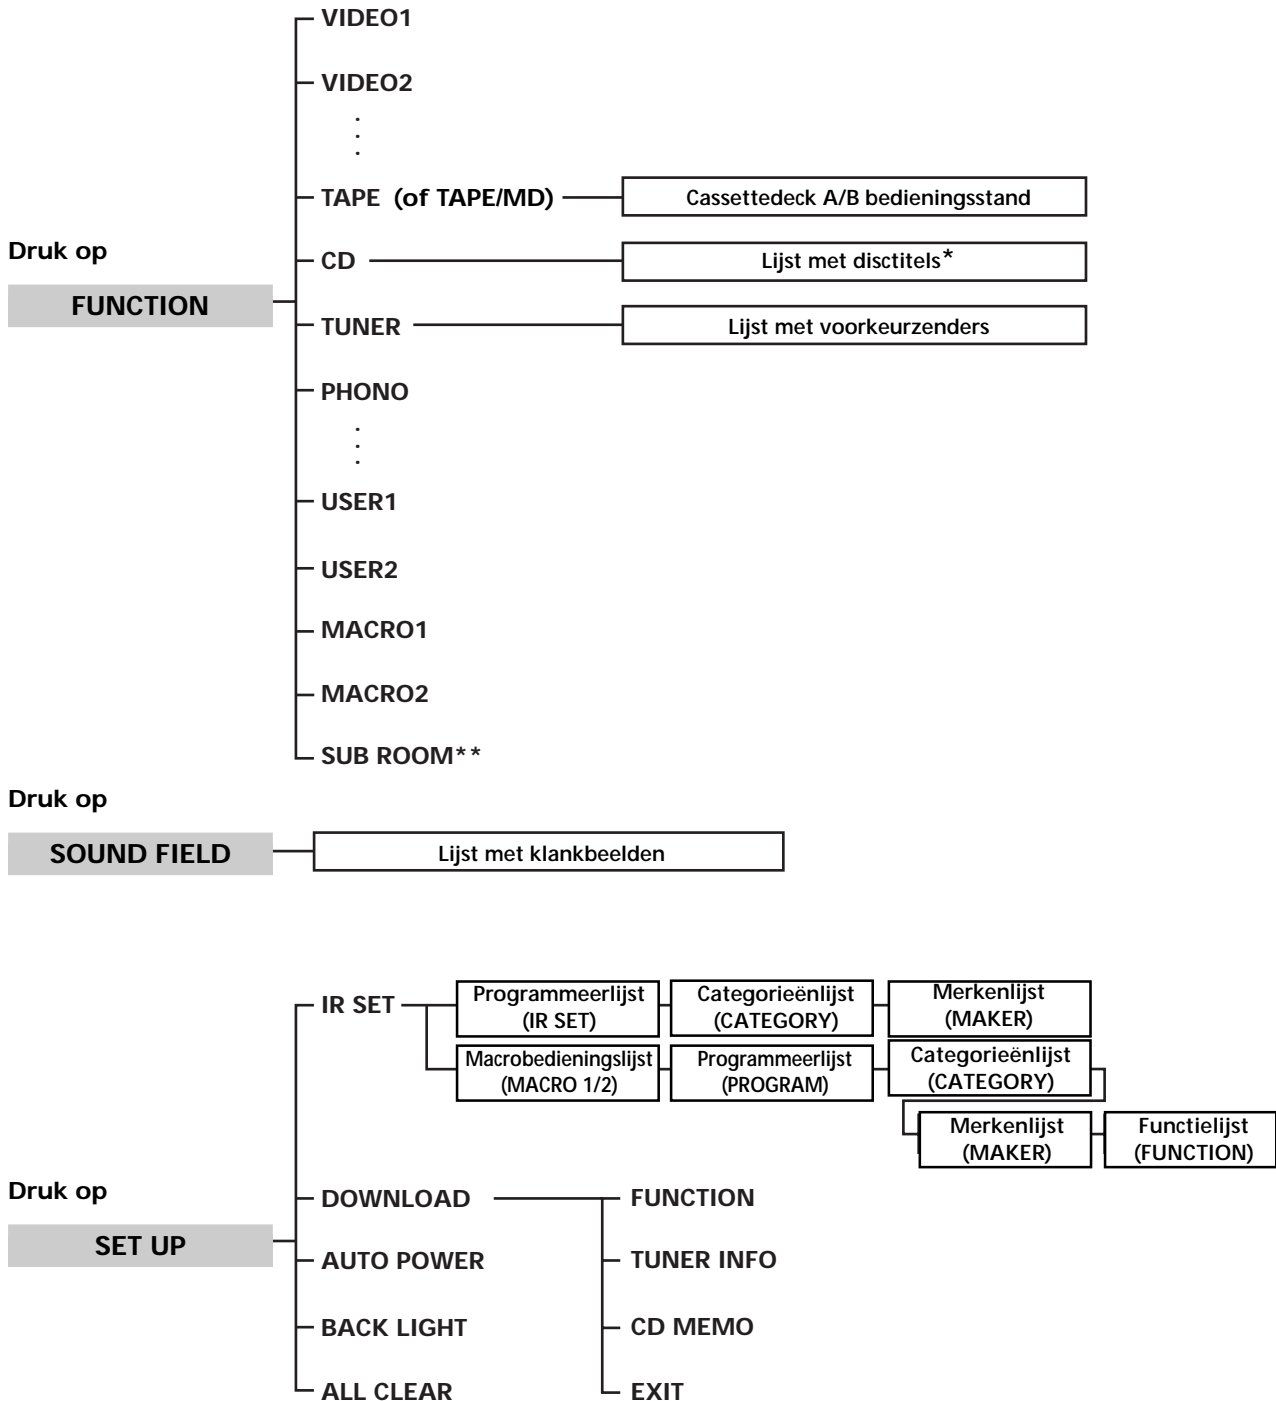 VIDEO1
VIDEO2
TAPE (of TAPE/MD)
Cassettedeck A/B bedieningsstand
Druk op
CD
Lijst met disctitels*
FUNCTION
TUNER
Lijst met voorkeurzenders
PHONO
USER1
USER2
MACRO1
MACRO2
SUB ROOM**
Druk op
SOUND FIELD
Lijst met klankbeelden
IR SET
Programmeerlijst
(IR SET)
Categorieënlijst
(CATEGORY)
Merkenlijst
(MAKER)
Macrobedieningslijst
(MACRO 1/2)
Programmeerlijst
(PROGRAM)
Categorieënlijst
(CATEGORY)
Merkenlijst
(MAKER)
Functielijst
(FUNCTION)
Druk op
SET UP
DOWNLOAD
FUNCTION
AUTO POWER
TUNER INFO
BACK LIGHT
CD MEMO
ALL CLEAR
EXIT